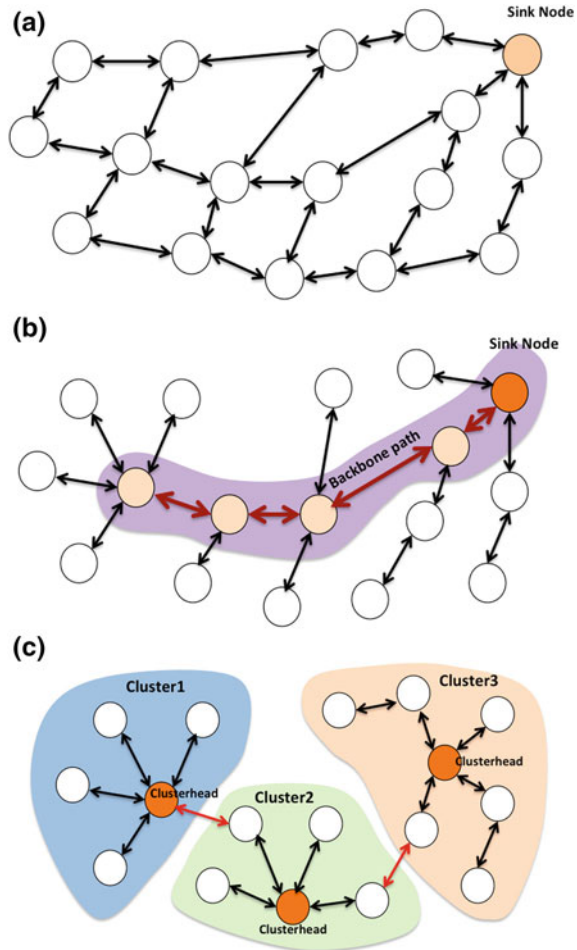 (a)
Sink Node
(b)
Sink Node
Backbone path
(c)
Cluster1
Clusterhead
Cluster2
Clusterhead
Cluster3
Clusterhead